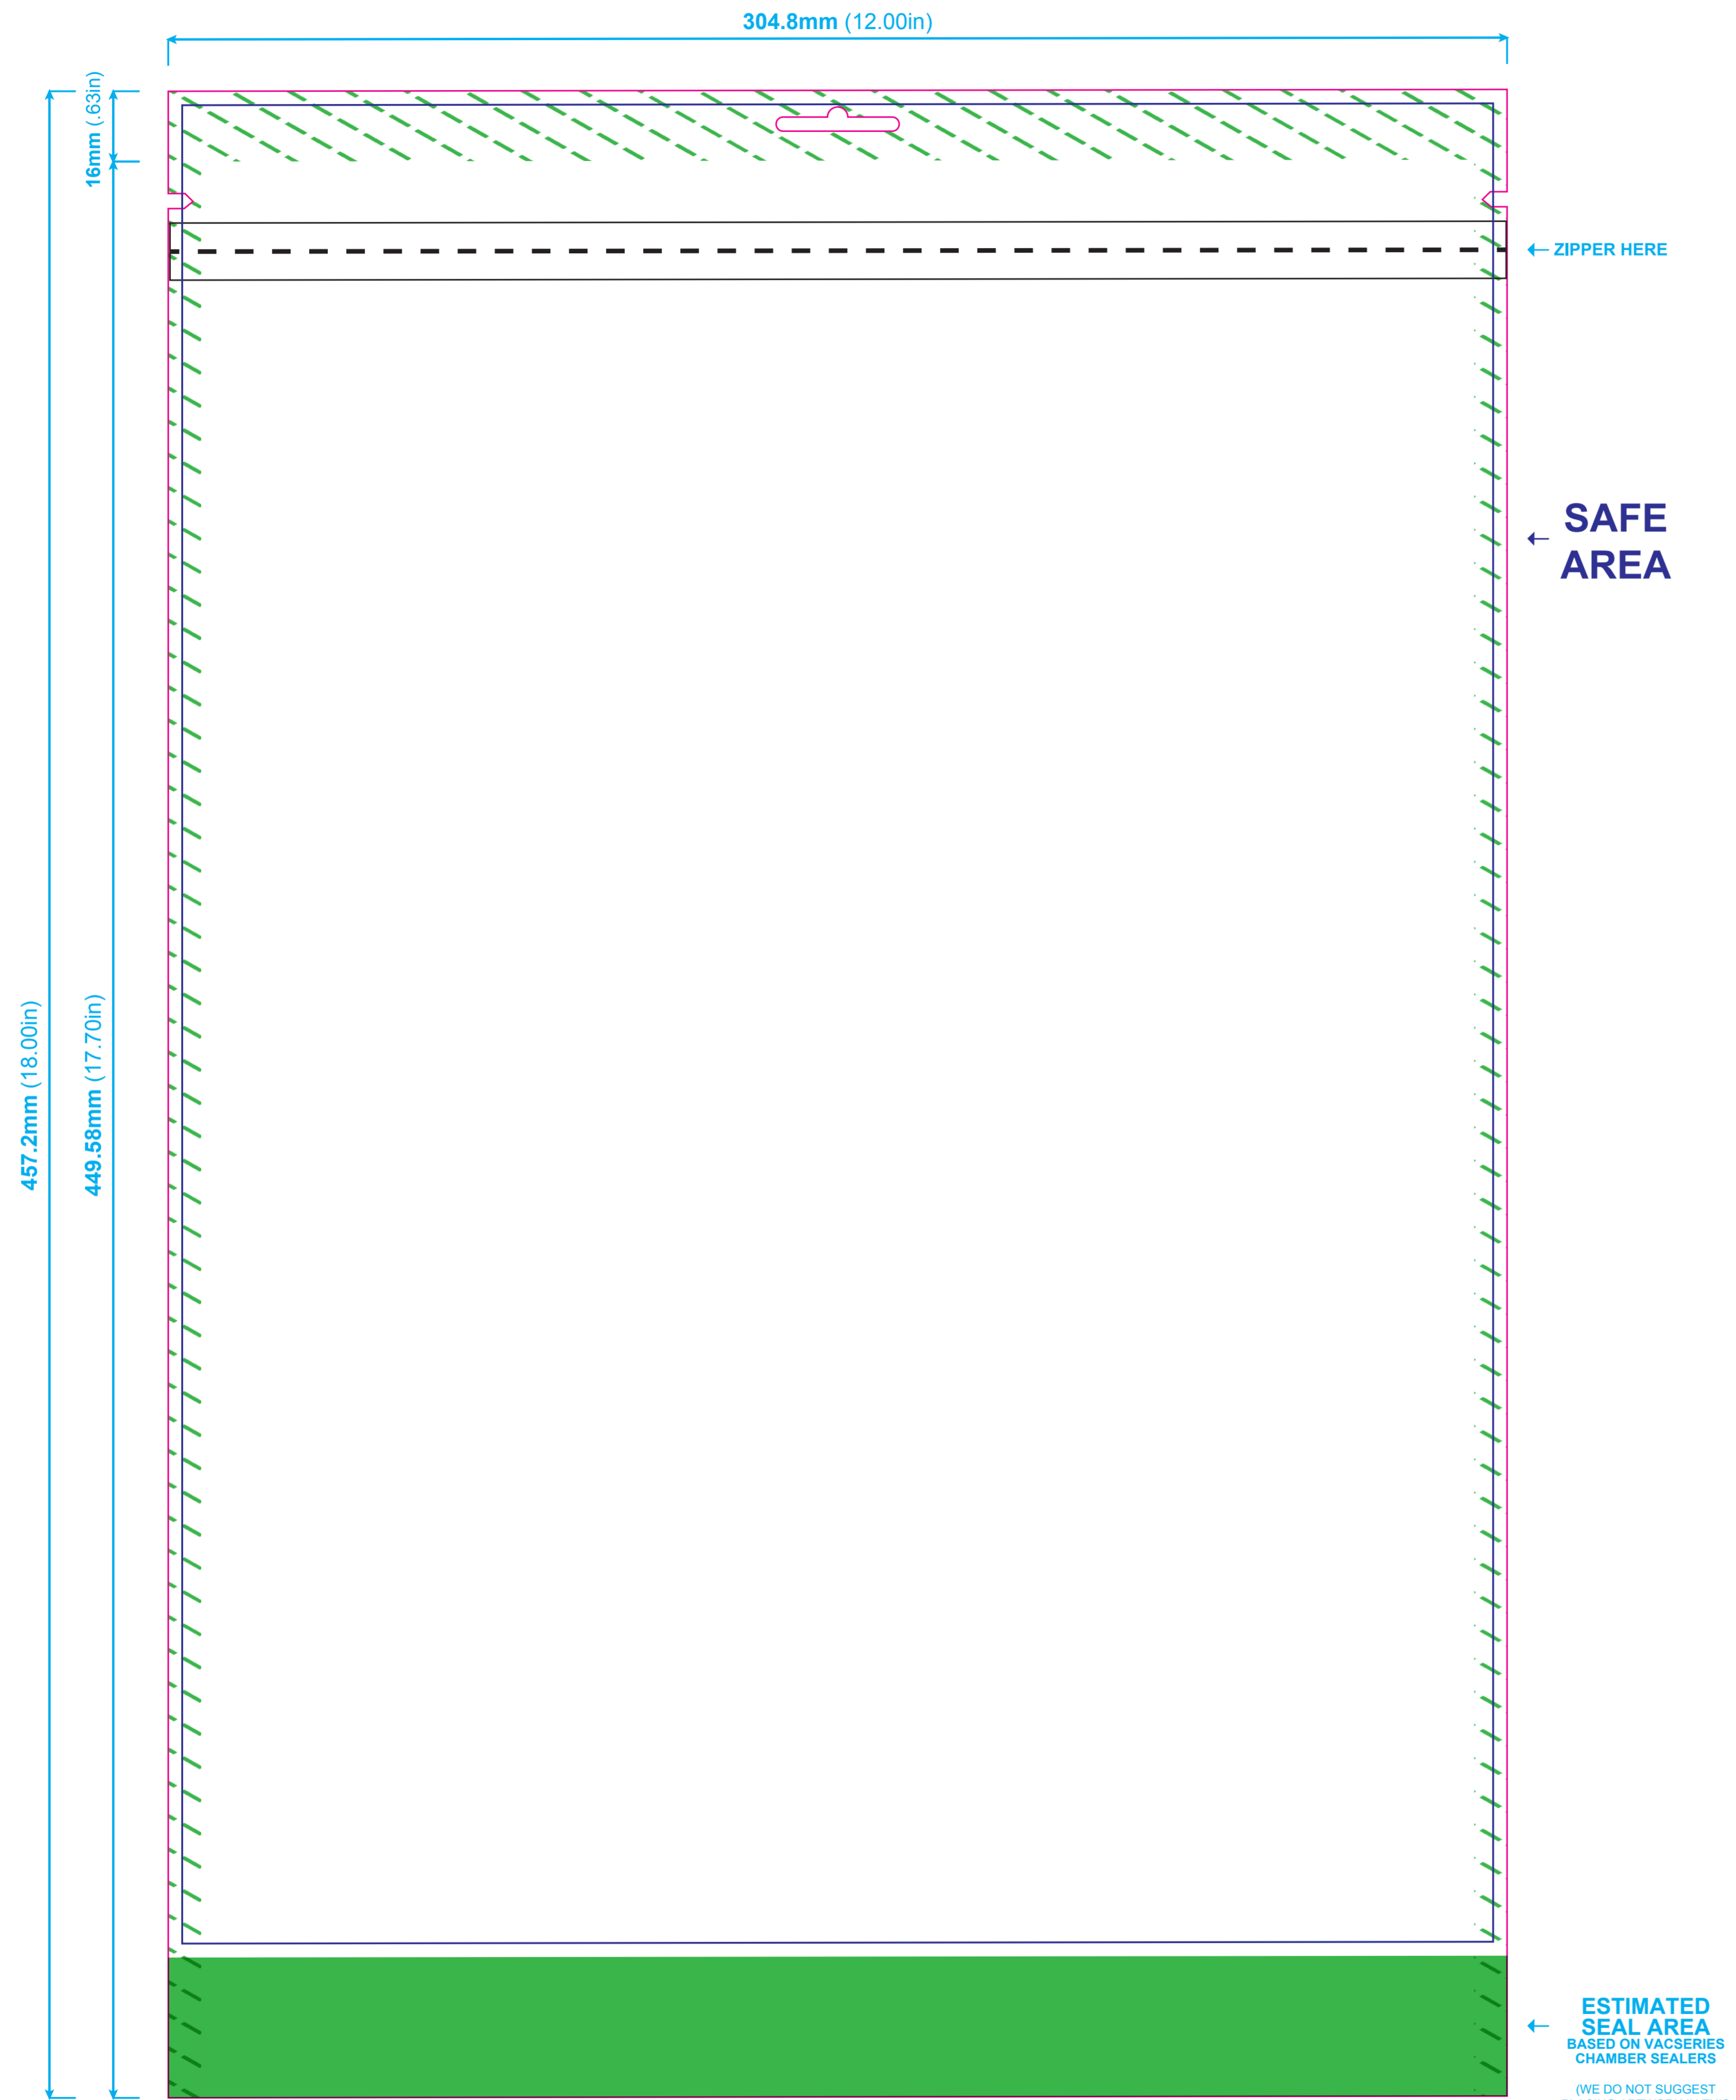 304.8mm (12.00in)
16mm (.63in)
ZIPPER HERE
SAFE
AREA
457.2mm (18.00in)
449.58mm (17.70in)
ESTIMATED
SEAL AREA
BASED ON VACSERIES
CHAMBER SEALERS
(WE DO NOT SUGGEST